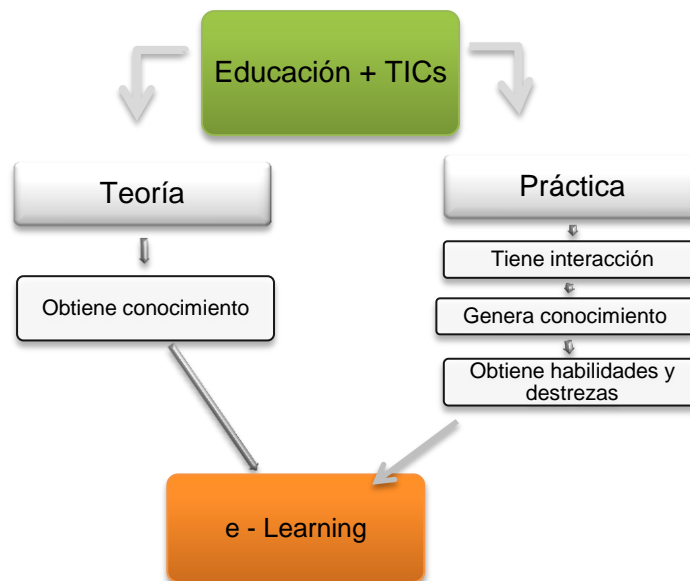 Educación + TICs
Teoría
Obtiene conocimiento
Práctica
Tiene interacción
Genera conocimiento
Obtiene habilidades y
destrezas
e - Learning